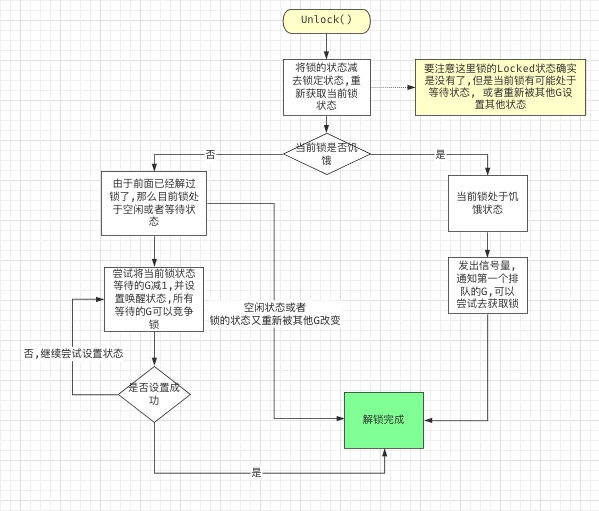 Unlock()
将锁的状态减
去锁定状态,重
新获取当前锁
状态
要注意这里锁的Locked状态确实
是没有了,但是当前锁有可能处于
等待状态, 或者重新被其他G设
置其他状态
当前锁是否饥
饿
否
是
由于前面已经解过
锁了,那么目前锁处
于空闲或者等待状
态
当前锁处于饥
饿状态
尝试将当前锁状态
等待的G减1,并设
置唤醒状态,所有
等待的G可以竞争
锁
发出信号量,
通知第一个排
队的G,可以
尝试去获取锁
空闲状态或者
锁的状态又重新被其他G改变
否,继续尝试设置状态
是否设置成
功
解锁完成
是